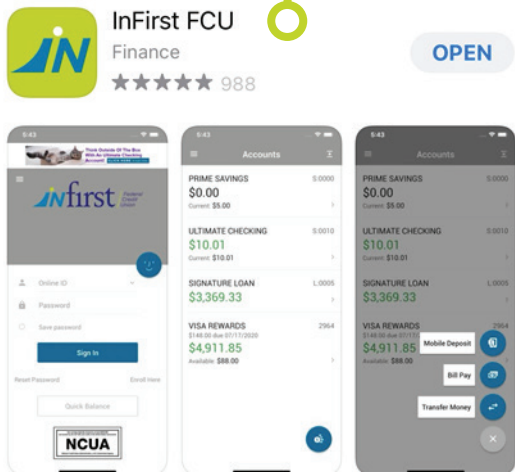 InFirst FCU
Finance
988
OPEN
5:43
Think Outside Of The Box
With An Ultimate Checking
Account!
infirst Federal
Credit
Union
Online ID
Password
Save password
Sign In
Reset Password
Enroll Here
Quick Balance
NCUA
5:43
Accounts
PRIME SAVINGS
S:0000
$0.00
Current: $5.00
ULTIMATE CHECKING
S:0010
$10.01
Current: $10.01
SIGNATURE LOAN
L:0005
$3,369.33
VISA REWARDS
2964
$148.00 due 07/17/2020
$4,911.85
Available: $88.00
5:43
Accounts
PRIME SAVINGS
S:0000
$0.00
Current: $5.00
ULTIMATE CHECKING
S:0010
$10.01
Current: $10.01
SIGNATURE LOAN
L:0005
$3,369.33
VISA REWARDS
2964
$148.00 due 07/17/
$4,911.85
Available: $88.00
Mobile Deposit
Bill Pay
Transfer Money